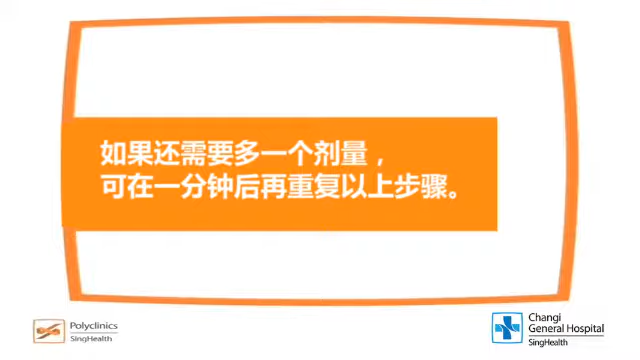 如果还需要多一个剂量，
可在一分钟后再重复以上步骤。
Polyclinics
SingHealth
Changi
General Hospital
SingHealth